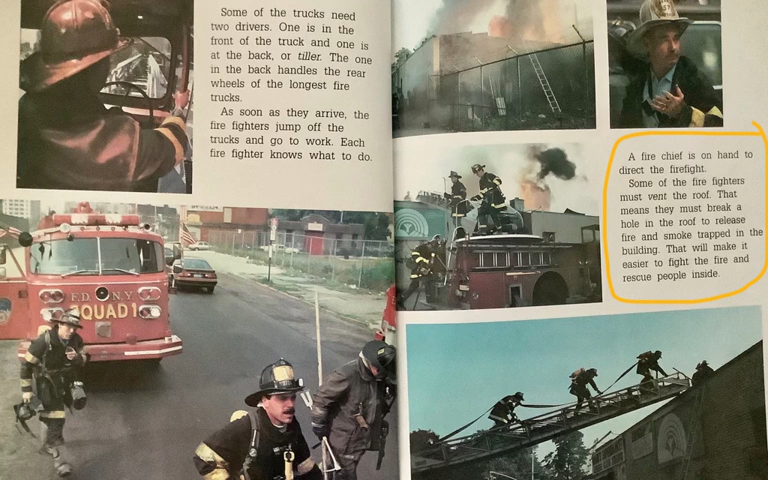 Some of the trucks need
two drivers. One is in the
front of the truck and one is
at the back, or tiller. The one
in the back handles the rear
wheels of the longest fire
trucks.
As soon as they arrive, the
fire fighters jump off the
trucks and go to work. Each
fire fighter knows what to do.
F.D. N.Y
SQUAD 1
A fire chief is on hand to
direct the firefight.
Some of the fire fighters
must vent the roof. That
means they must break a
hole in the roof to release
fire and smoke trapped in the
building. That will make it
easier to fight the fire and
rescue people inside.